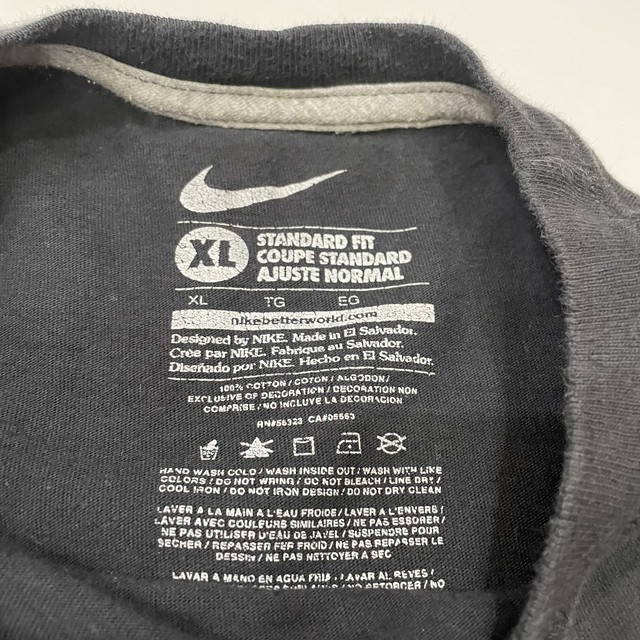 XL
STANDARD FIT
COUPE STANDARD
AJUSTE NORMAL
XL TG EG
nikebetterworld.com
Designed by NIKE. Made in El Salvador.
Crée par NIKE. Fabrique au Salvador.
Diseñado por NIKE. Hecho en El Salvador.
100% COTTON / COTON / ALGODON/
EXCLUSIVE OF DECORATION / DECORATION NON
COMPRISE / NO INCLUYE LA DECORACION
RN#56323 CA#05553
HAND WASH COLD / WASH INSIDE OUT / WASH WITH LIKE
COLORS / DO NOT WRING / DO NOT BLEACH / LINE DRY /
COOL IRON / DO NOT IRON DESIGN / DO NOT DRY CLEAN
LAVER A LA MAIN A L'EAU FROIDE / LAVER A L'ENVERS /
LAVER AVEC COULEURS SIMILAIRES / NE PAS ESSORER /
NE PAS UTILISER D'EAU DE JAVEL / SUSPENDRE POUR
SECHER / REPASSER FER FROID / NE PAS REPASSER LE
DESSIN / NE PAS NETTOYER A SEC
LAVAR A MANO EN AGUA FRIA / LAVAR AL REVES /
NO RETORCER / NO